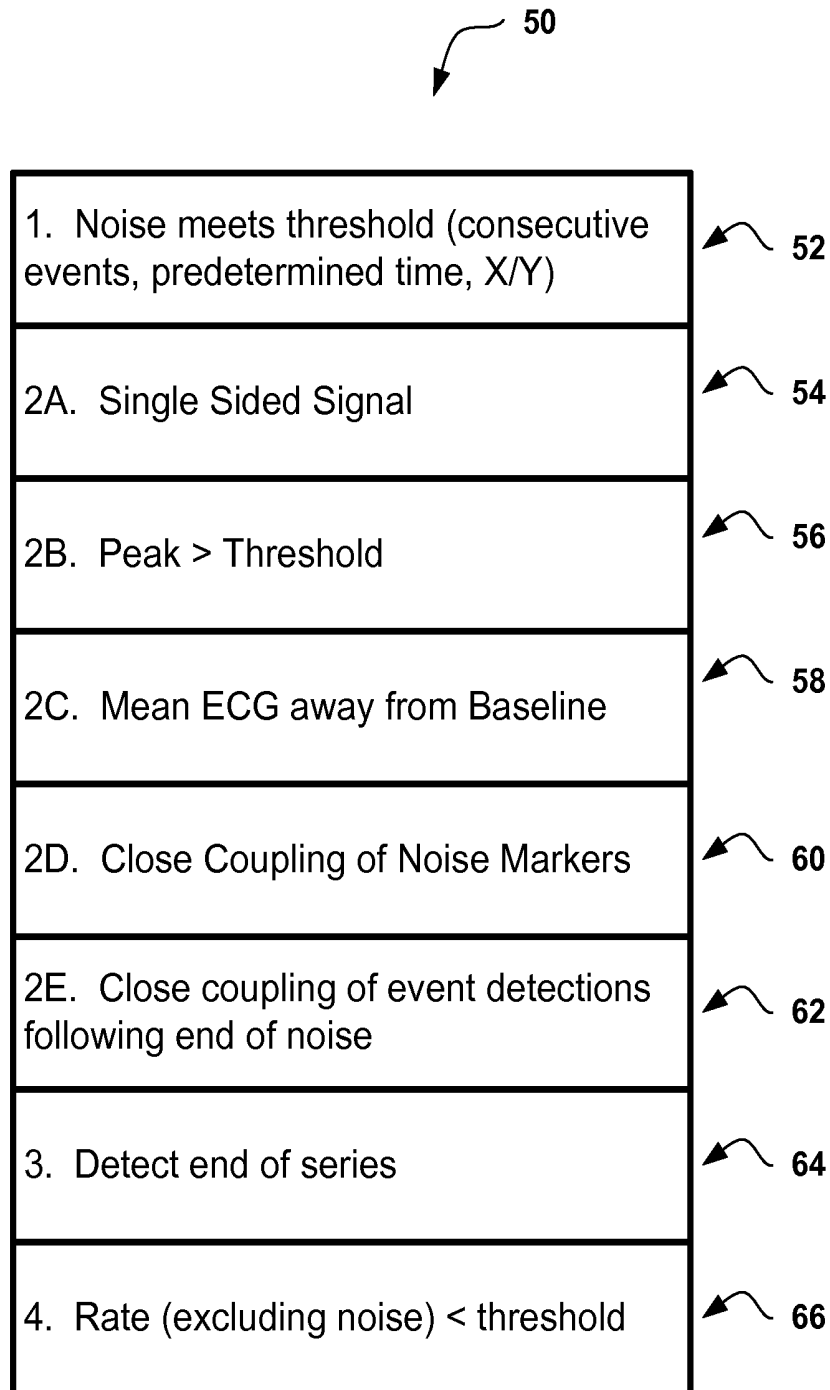 50
1. Noise meets threshold (consecutive
events, predetermined time, X/Y)
52
2A. Single Sided Signal
54
2B. Peak > Threshold
56
2C. Mean ECG away from Baseline
58
2D. Close Coupling of Noise Markers
60
2E. Close coupling of event detections
following end of noise
62
3. Detect end of series
64
4. Rate (excluding noise) < threshold
66